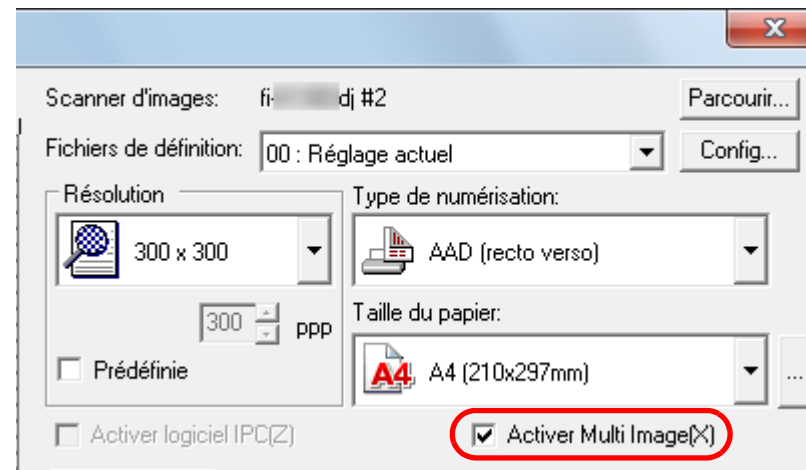 Scanner d'images: fi- dj #2 Parcourir...
Fichiers de définition: 00 : Réglage actuel Config...
Résolution Type de numérisation:
300 x 300 AAD (recto verso)
300 ppp Taille du papier:
Prédéfinie A4 A4 (210x297mm) ...
Activer logiciel IPC(Z) Activer Multi Image(X)